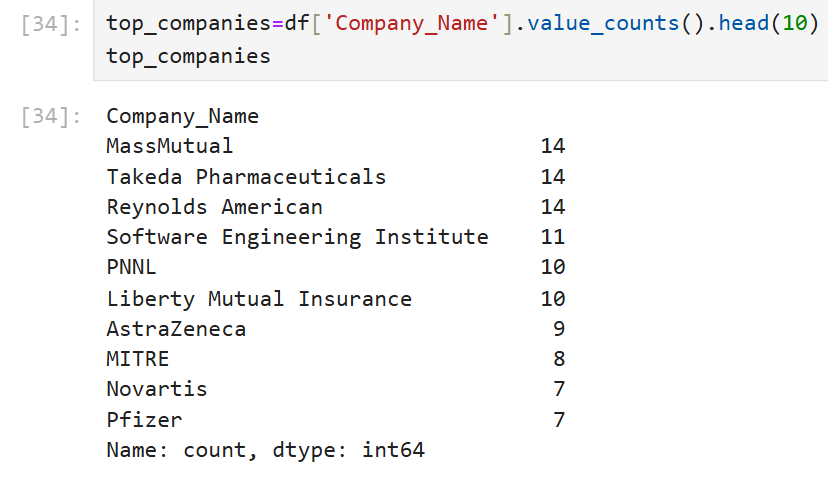 [34]: top_companies=df['Company_Name'].value_counts().head(10)
top_companies
[34]: Company_Name
MassMutual 14
Takeda Pharmaceuticals 14
Reynolds American 14
Software Engineering Institute 11
PNNL 10
Liberty Mutual Insurance 10
AstraZeneca 9
MITRE 8
Novartis 7
Pfizer 7
Name: count, dtype: int64